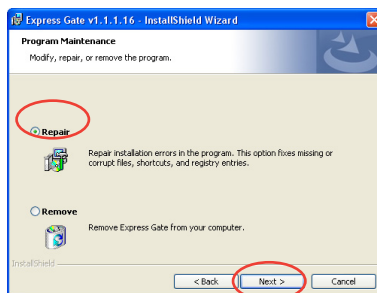 Express Gate v1.1.1.16 - InstallShield Wizard
Program Maintenance
Modify, repair, or remove the program.
Repair
Repair installation errors in the program. This option fixes missing or
corrupt files, shortcuts, and registry entries.
Remove
Remove Express Gate from your computer.
InstallShield
< Back Next > Cancel